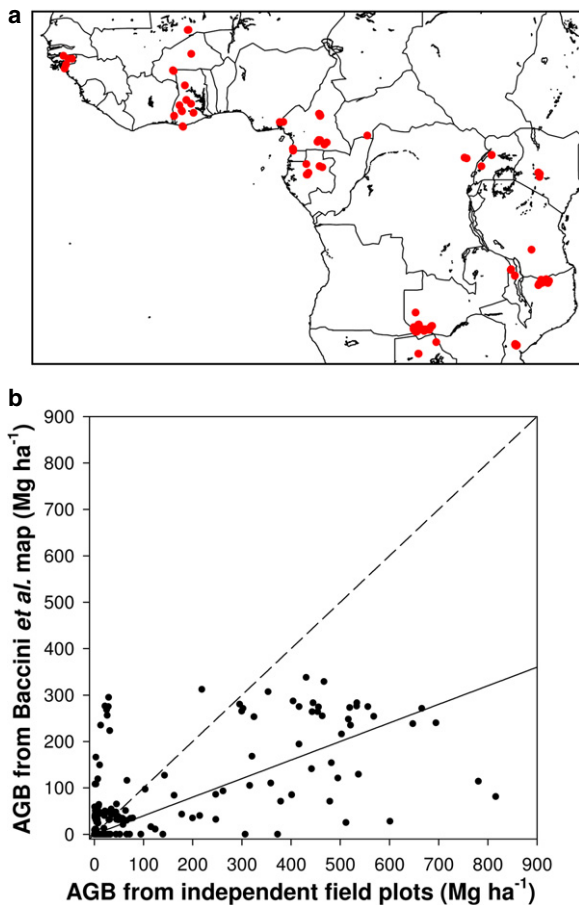 a
b
AGB from Baccini et al. map (Mg ha⁻¹)
900
800
700
600
500
400
300
200
100
0
0 100 200 300 400 500 600 700 800 900
AGB from independent field plots (Mg ha⁻¹)